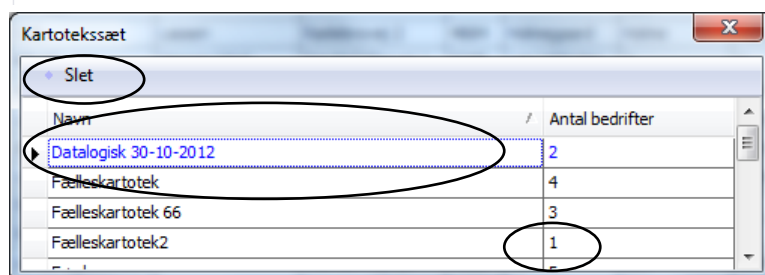 Kartotekssæt
Slet
Navn Antal bedrifter
Datalogisk 30-10-2012 2
Fælleskartotek 4
Fælleskartotek 66 3
Fælleskartotek2 1